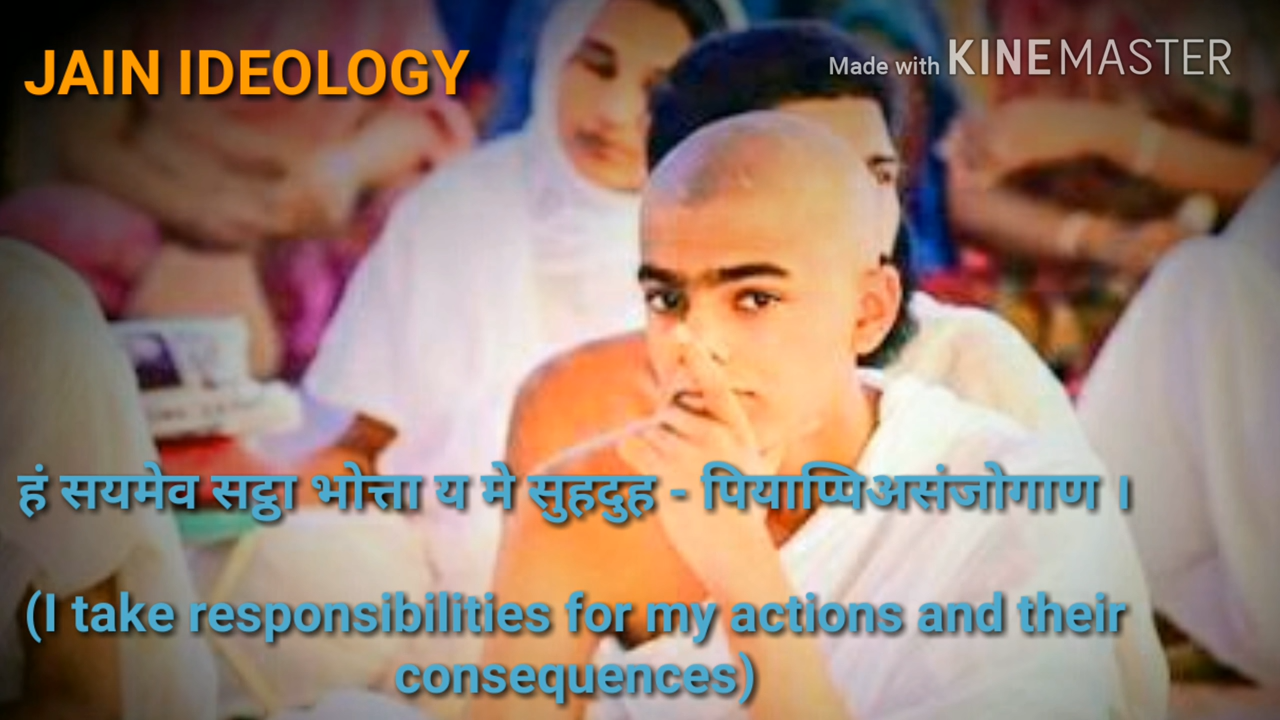 JAIN IDEOLOGY
Made with KINEMASTER
हं सयमेव सट्ठा भोत्ता य मे सुहदुह - पियाप्पिअसंजोगाण ।
(I take responsibilities for my actions and their
consequences)